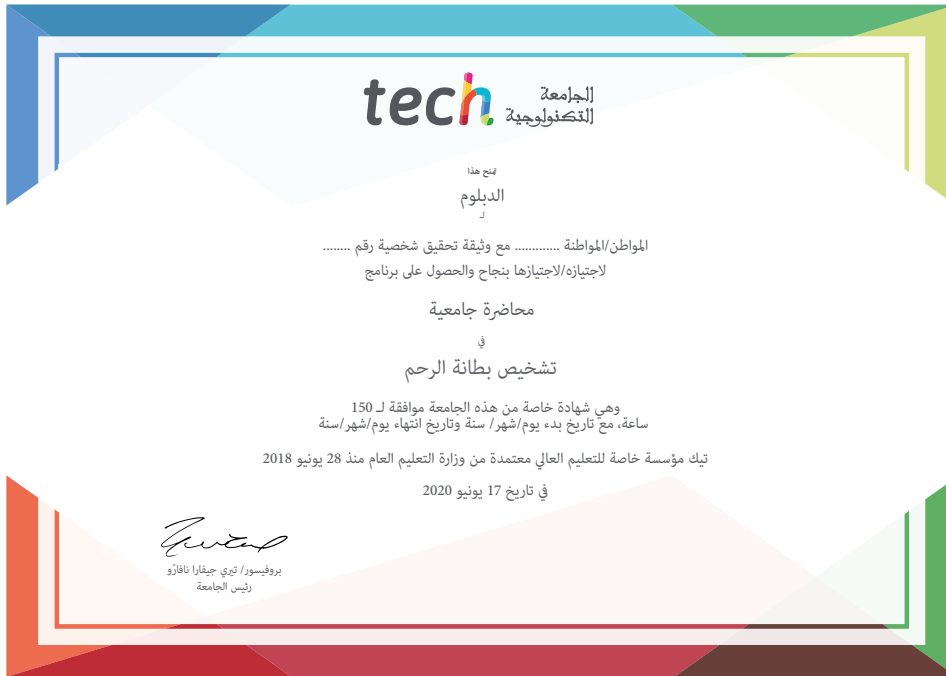 tech الجامعة
التكنولوجية
يمنح هذا
الدبلوم
لـ
المواطن/المواطنة ............ مع وثيقة تحقيق شخصية رقم ........
لاجتيازه/لاجتيازها بنجاح والحصول على برنامج
محاضرة جامعية
في
تشخيص بطانة الرحم
وهي شهادة خاصة من هذه الجامعة موافقة لـ 150
ساعة، مع تاريخ بدء يوم/شهر/ سنة وتاريخ انتهاء يوم/شهر/سنة
تيك مؤسسة خاصة للتعليم العالي معتمدة من وزارة التعليم العام منذ 28 يونيو 2018
في تاريخ 17 يونيو 2020
بروفيسور/ تيري جيفارا نافارّو
رئيس الجامعة